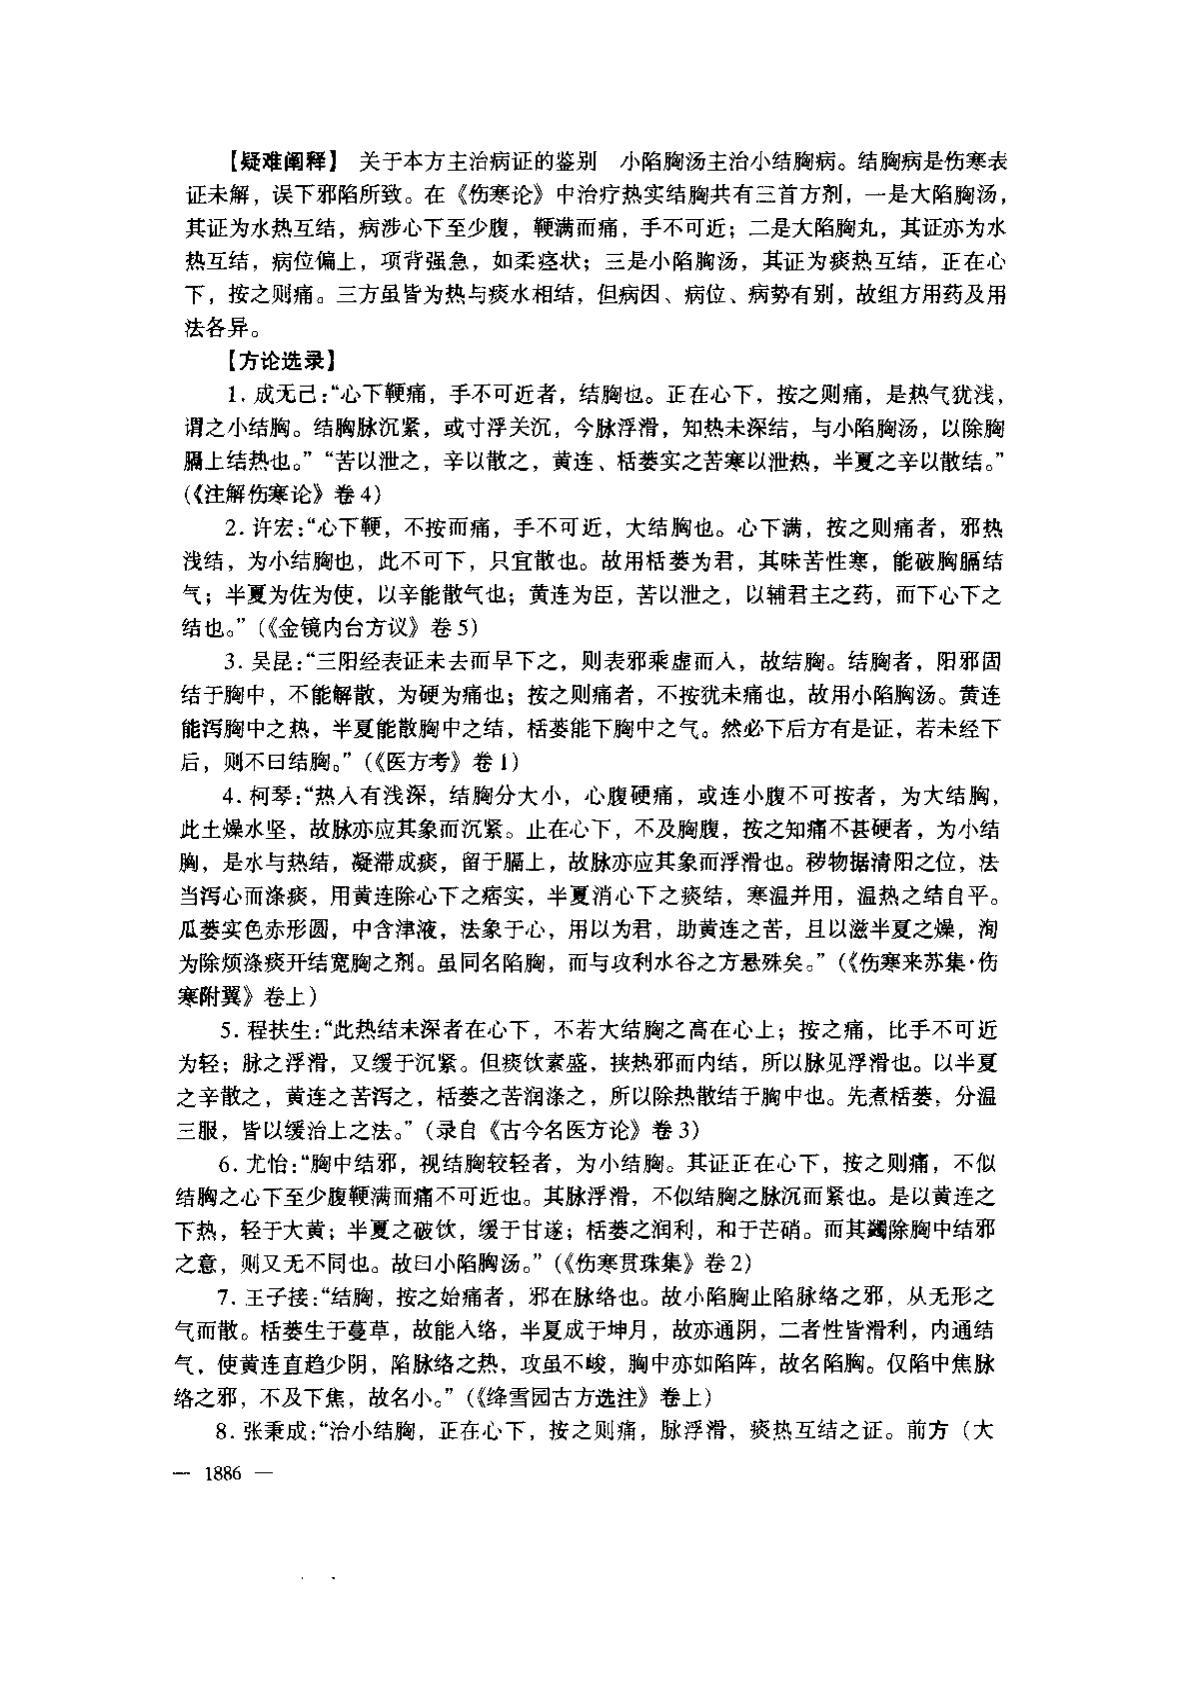 【疑难阐释】 关于本方主治病证的鉴别 小陷胸汤主治小结胸病。结胸病是伤寒表
证未解，误下邪陷所致。在《伤寒论》中治疗热实结胸共有三首方剂，一是大陷胸汤，
其证为水热互结，病涉心下至少腹，鞕满而痛，手不可近；二是大陷胸丸，其证亦为水
热互结，病位偏上，项背强急，如柔痉状；三是小陷胸汤，其证为痰热互结，正在心
下，按之则痛。三方虽皆为热与痰水相结，但病因、病位、病势有别，故组方用药及用
法各异。
【方论选录】
1. 成无己：“心下鞕痛，手不可近者，结胸也。正在心下，按之则痛，是热气犹浅，
谓之小结胸。结胸脉沉紧，或寸浮关沉，今脉浮滑，知热未深结，与小陷胸汤，以除胸
膈上结热也。”“苦以泄之，辛以散之，黄连、栝蒌实之苦寒以泄热，半夏之辛以散结。”
（《注解伤寒论》卷 4）
2. 许宏：“心下鞕，不按而痛，手不可近，大结胸也。心下满，按之则痛者，邪热
浅结，为小结胸也，此不可下，只宜散也。故用栝蒌为君，其味苦性寒，能破胸膈结
气；半夏为佐为使，以辛能散气也；黄连为臣，苦以泄之，以辅君主之药，而下心下之
结也。”（《金镜内台方议》卷 5）
3. 吴昆：“三阳经表证未去而早下之，则表邪乘虚而入，故结胸。结胸者，阳邪固
结于胸中，不能解散，为硬为痛也；按之则痛者，不按犹未痛也，故用小陷胸汤。黄连
能泻胸中之热，半夏能散胸中之结，栝蒌能下胸中之气。然必下后方有是证，若未经下
后，则不曰结胸。”（《医方考》卷 1）
4. 柯琴：“热入有浅深，结胸分大小，心腹硬痛，或连小腹不可按者，为大结胸，
此土燥水坚，故脉亦应其象而沉紧。止在心下，不及胸腹，按之知痛不甚硬者，为小结
胸，是水与热结，凝滞成痰，留于膈上，故脉亦应其象而浮滑也。秽物据清阳之位，法
当泻心而涤痰，用黄连除心下之痞实，半夏消心下之痰结，寒温并用，温热之结自平。
瓜蒌实色赤形圆，中含津液，法象于心，用以为君，助黄连之苦，且以滋半夏之燥，洵
为除烦涤痰开结宽胸之剂。虽同名陷胸，而与攻利水谷之方悬殊矣。”（《伤寒来苏集·伤
寒附翼》卷上）
5. 程扶生：“此热结未深者在心下，不若大结胸之高在心上；按之痛，比手不可近
为轻；脉之浮滑，又缓于沉紧。但痰饮素盛，挟热邪而内结，所以脉见浮滑也。以半夏
之辛散之，黄连之苦泻之，栝蒌之苦润涤之，所以除热散结于胸中也。先煮栝蒌，分温
三服，皆以缓治上之法。”（录自《古今名医方论》卷 3）
6. 尤怡：“胸中结邪，视结胸较轻者，为小结胸。其证正在心下，按之则痛，不似
结胸之心下至少腹鞕满而痛不可近也。其脉浮滑，不似结胸之脉沉而紧也。是以黄连之
下热，轻于大黄；半夏之破饮，缓于甘遂；栝蒌之润利，和于芒硝。而其蠲除胸中结邪
之意，则又无不同也。故曰小陷胸汤。”（《伤寒贯珠集》卷 2）
7. 王子接：“结胸，按之始痛者，邪在脉络也。故小陷胸止陷脉络之邪，从无形之
气而散。栝蒌生于蔓草，故能入络，半夏成于坤月，故亦通阴，二者性皆滑利，内通结
气，使黄连直趋少阴，陷脉络之热，攻虽不峻，胸中亦如陷阵，故名陷胸。仅陷中焦脉
络之邪，不及下焦，故名小。”（《绛雪园古方选注》卷上）
8. 张秉成：“治小结胸，正在心下，按之则痛，脉浮滑，痰热互结之证。前方（大
— 1886 —